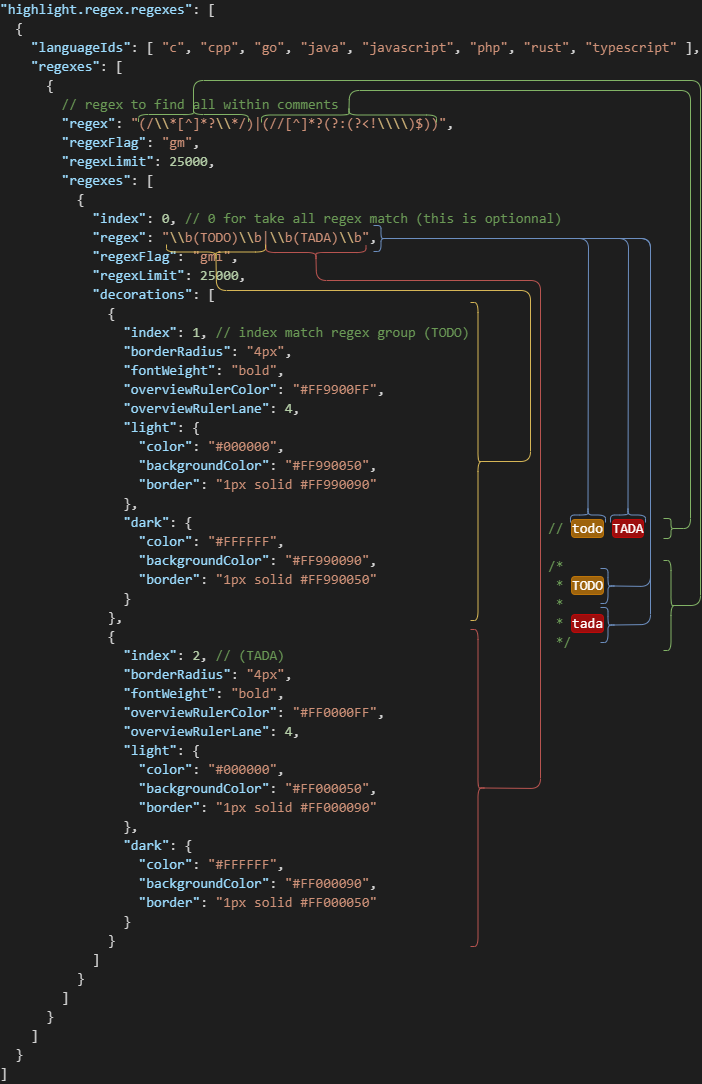 "highlight.regex.regexes": [
  {
    "languageIds": [ "c", "cpp", "go", "java", "javascript", "php", "rust", "typescript" ],
    "regexes": [
      {
        // regex to find all within comments
        "regex": "(/\\*[^]*?\\*/)|(//[^]*?(?:(?<!\\\\)$))",
        "regexFlag": "gm",
        "regexLimit": 25000,
        "regexes": [
          {
            "index": 0, // 0 for take all regex match (this is optionnal)
            "regex": "\\b(TODO)\\b|\\b(TADA)\\b",
            "regexFlag": "gmi",
            "regexLimit": 25000,
            "decorations": [
              {
                "index": 1, // index match regex group (TODO)
                "borderRadius": "4px",
                "fontWeight": "bold",
                "overviewRulerColor": "#FF9900FF",
                "overviewRulerLane": 4,
                "light": {
                  "color": "#000000",
                  "backgroundColor": "#FF990050",
                  "border": "1px solid #FF990090"
                },
                "dark": {
                  "color": "#FFFFFF",
                  "backgroundColor": "#FF990090",
                  "border": "1px solid #FF990050"
                }
              },
              {
                "index": 2, // (TADA)
                "borderRadius": "4px",
                "fontWeight": "bold",
                "overviewRulerColor": "#FF0000FF",
                "overviewRulerLane": 4,
                "light": {
                  "color": "#000000",
                  "backgroundColor": "#FF000050",
                  "border": "1px solid #FF000090"
                },
                "dark": {
                  "color": "#FFFFFF",
                  "backgroundColor": "#FF000090",
                  "border": "1px solid #FF000050"
                }
              }
            ]
          }
        ]
      }
    ]
  }
]
// todo TADA
/*
 * TODO
 *
 * tada
 */